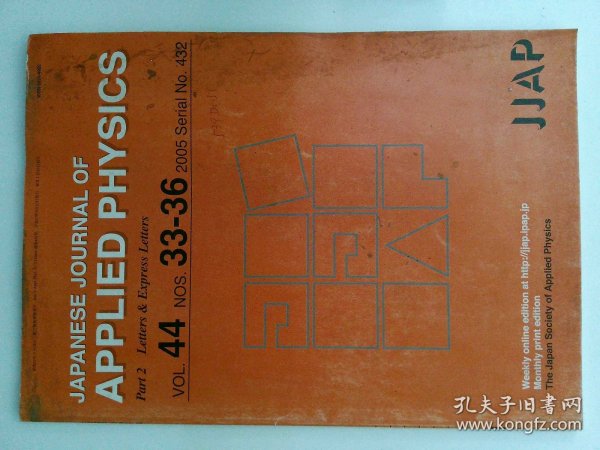 JAPANESE JOURNAL OF
APPLIED PHYSICS
Part 2 Letters & Express Letters
VOL. 44 NOS. 33-36 2005 Serial No. 432
JJAP
Weekly online edition at http://jjap.ipap.jp
Monthly print edition
The Japan Society of Applied Physics
孔夫子旧书网
www.kongfz.com